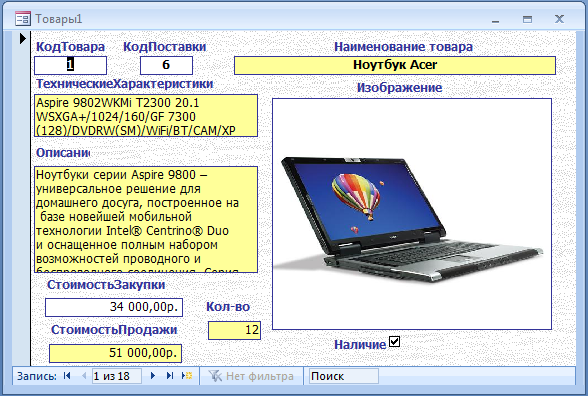 Товары1
КодТовара КодПоставки Наименование товара
1 6 Ноутбук Acer
ТехническиеХарактеристики Изображение
Aspire 9802WKMi T2300 20.1
WSXGA+/1024/160/GF 7300
(128)/DVDRW(SM)/WiFi/BT/CAM/XP
Описани
Ноутбуки серии Aspire 9800 –
универсальное решение для
домашнего досуга, построенное на
базе новейшей мобильной
технологии Intel® Centrino® Duo
и оснащенное полным набором
возможностей проводного и
беспроводного соединения. Серия
СтоимостьЗакупки
34 000,00р. Кол-во
СтоимостьПродажи 12
51 000,00р. Наличие
Запись: 1 из 18 Нет фильтра Поиск